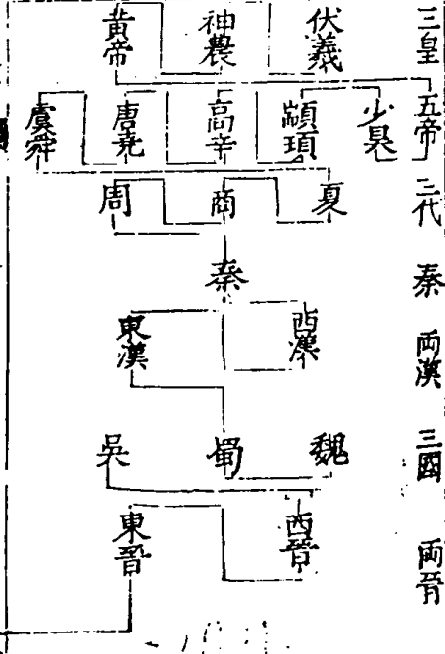 三皇 五帝 三代 秦 両漢 三國 両晉
伏羲 神農 黃帝
少昊 顓頊 高辛 唐堯 虞舜
夏 商 周
秦
西漢 東漢
魏 蜀 吳
西晉 東晉